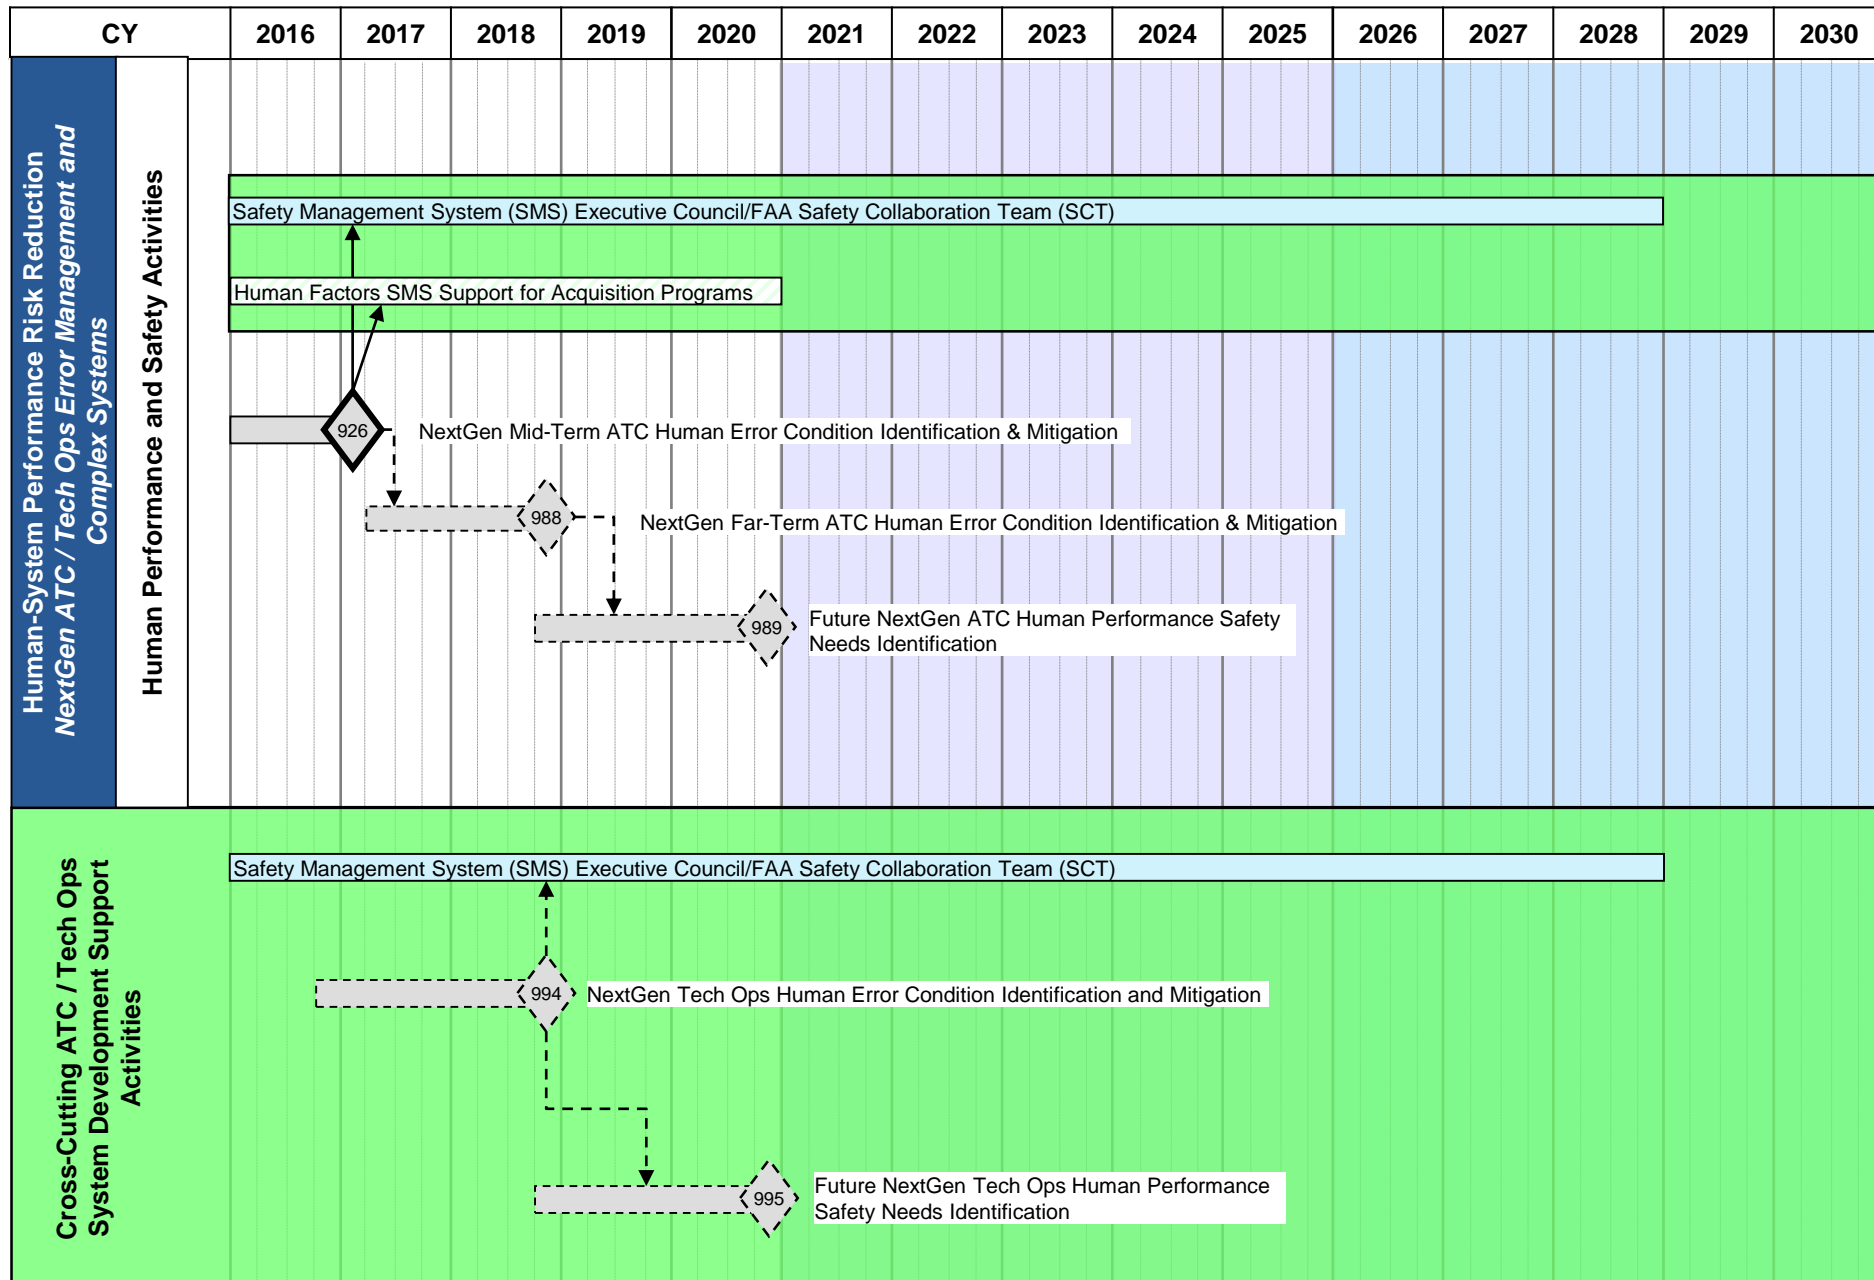 CY 2016 2017 2018 2019 2020 2021 2022 2023 2024 2025 2026 2027 2028 2029 2030
Human-System Performance Risk Reduction
NextGen ATC / Tech Ops Error Management and
Complex Systems
Human Performance and Safety Activities
Safety Management System (SMS) Executive Council/FAA Safety Collaboration Team (SCT)
Human Factors SMS Support for Acquisition Programs
926
NextGen Mid-Term ATC Human Error Condition Identification & Mitigation
988
NextGen Far-Term ATC Human Error Condition Identification & Mitigation
989
Future NextGen ATC Human Performance Safety
Needs Identification
Cross-Cutting ATC / Tech Ops
System Development Support
Activities
Safety Management System (SMS) Executive Council/FAA Safety Collaboration Team (SCT)
994
NextGen Tech Ops Human Error Condition Identification and Mitigation
995
Future NextGen Tech Ops Human Performance
Safety Needs Identification